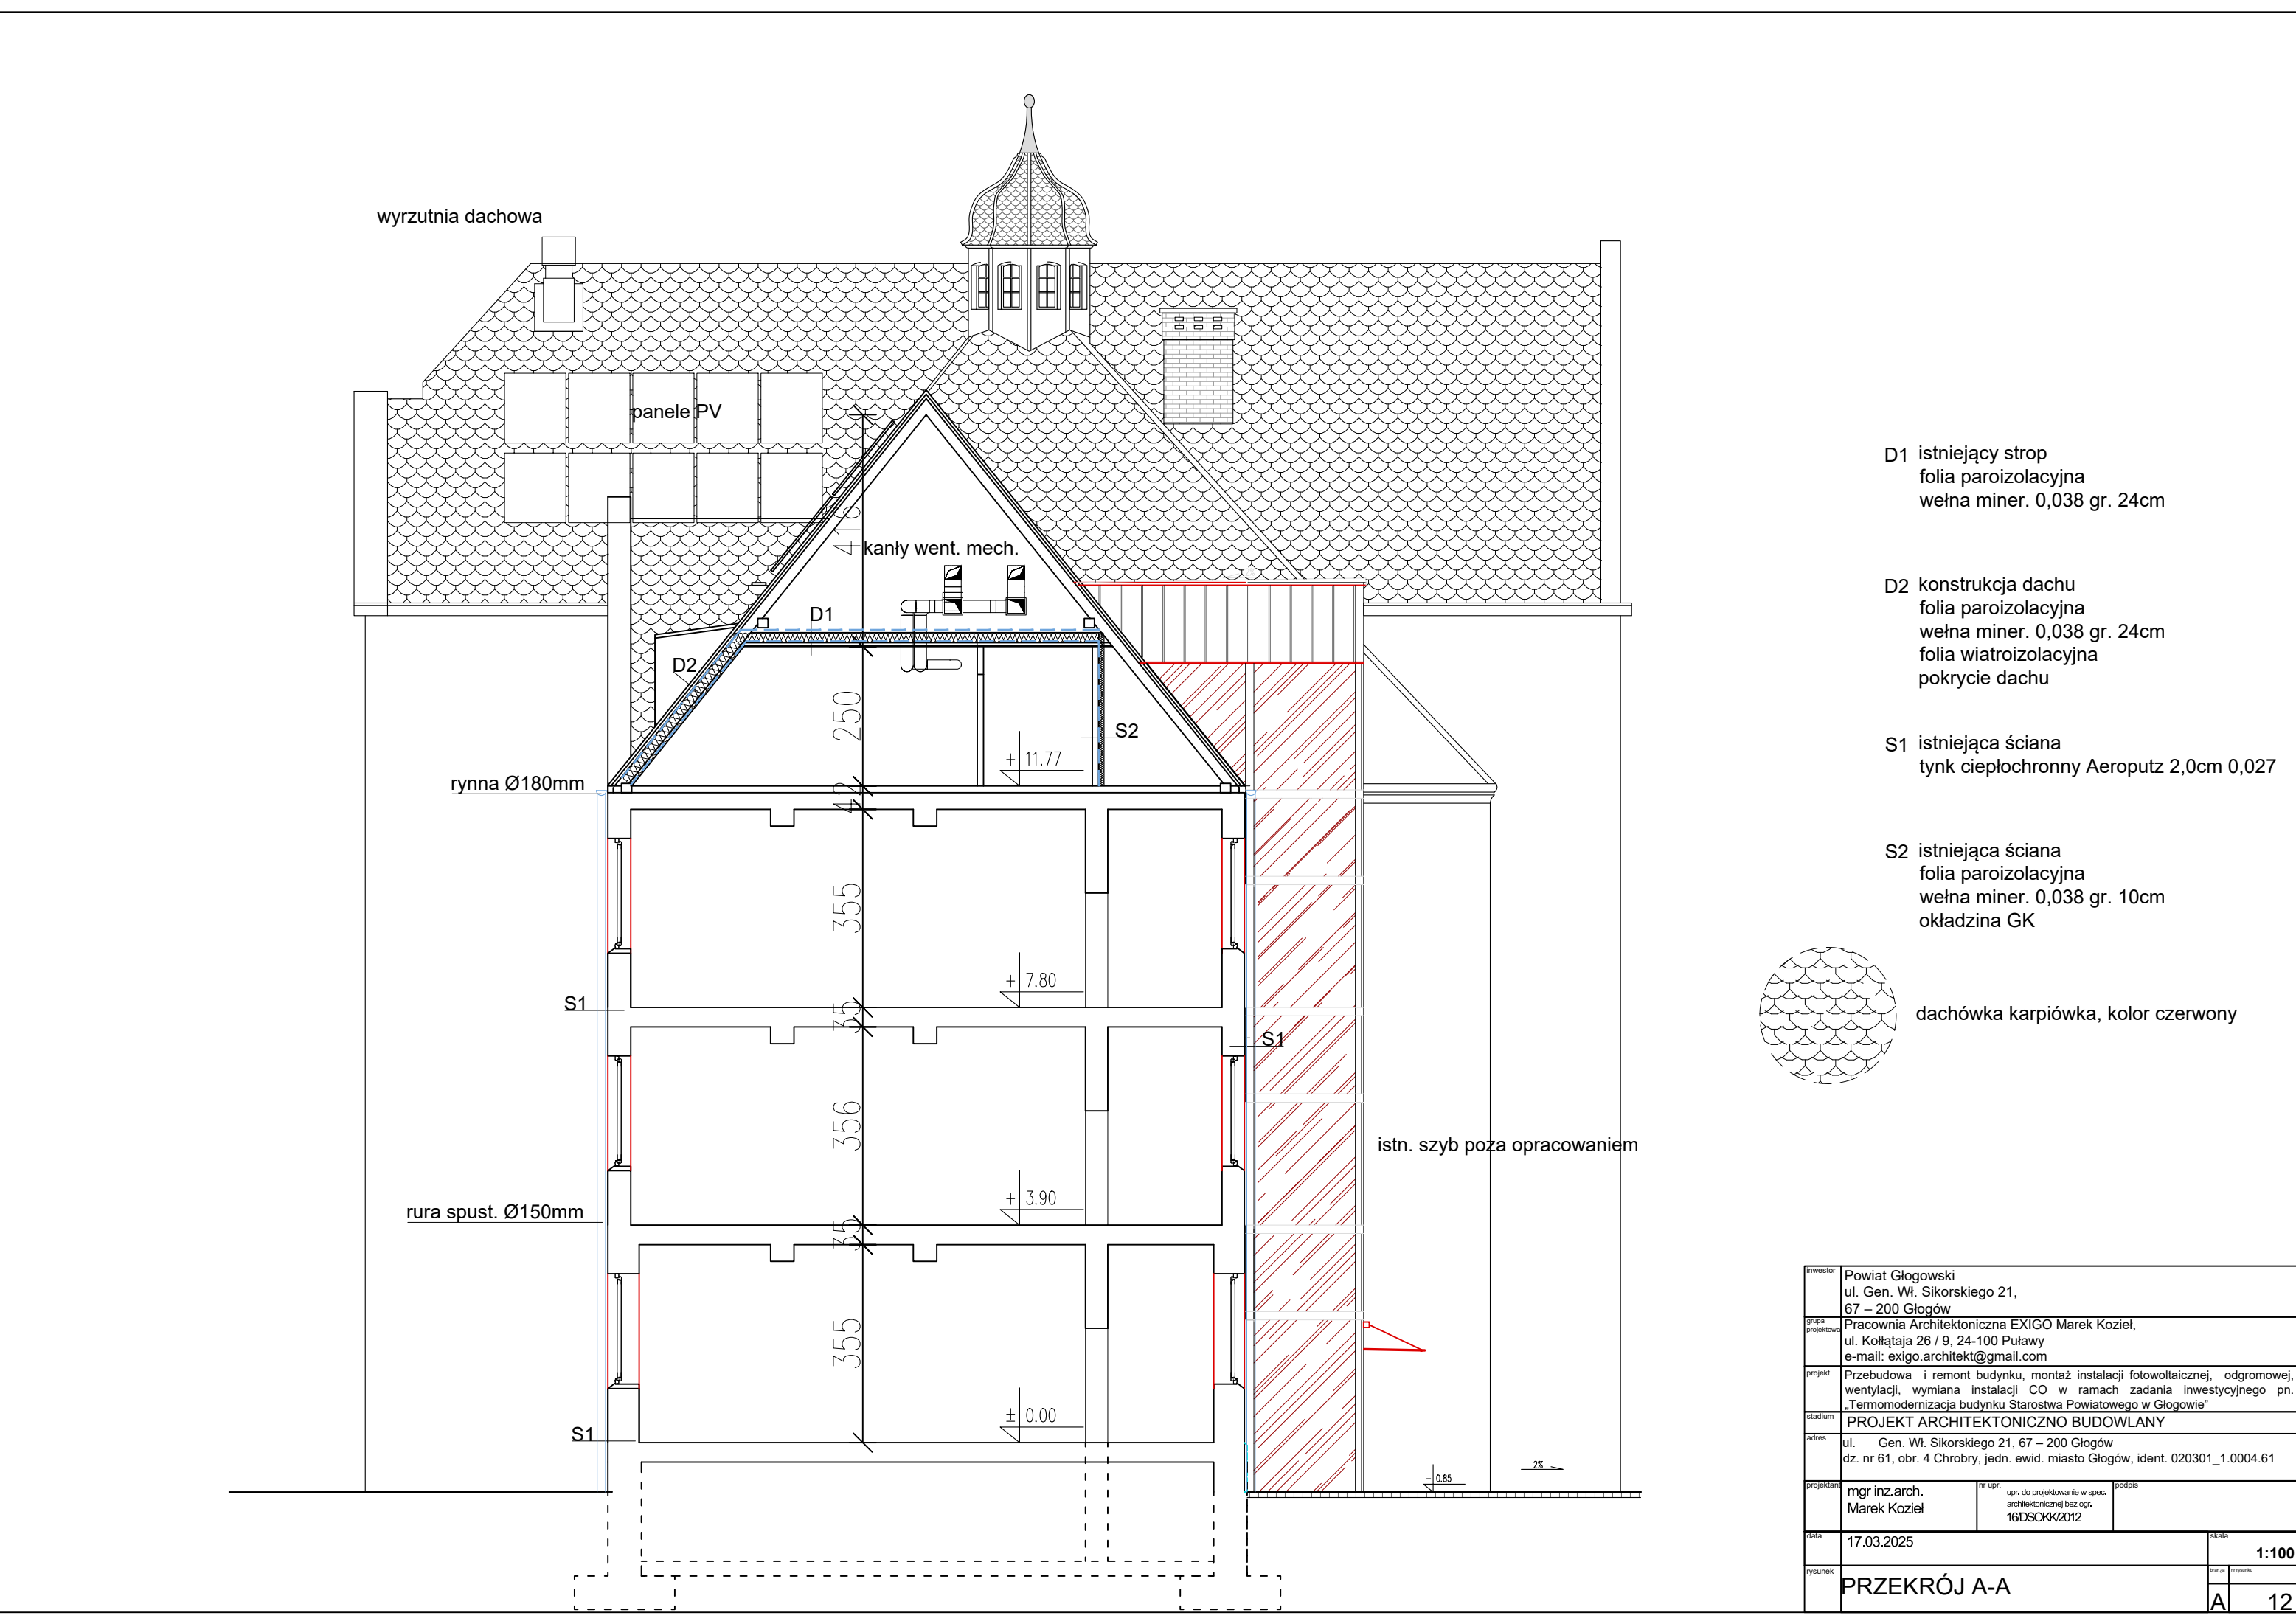 wyrzutnia dachowa
panele PV
416
kanły went. mech.
D1
D2
250
S2
+ 11.77
rynna Ø180mm
42
355
+ 7.80
S1
35
S1
356
istn. szyb poza opracowaniem
+ 3.90
rura spust. Ø150mm
35
355
± 0.00
S1
- 0.85
2%
D1 istniejący strop
folia paroizolacyjna
wełna miner. 0,038 gr. 24cm
D2 konstrukcja dachu
folia paroizolacyjna
wełna miner. 0,038 gr. 24cm
folia wiatroizolacyjna
pokrycie dachu
S1 istniejąca ściana
tynk ciepłochronny Aeroputz 2,0cm 0,027
S2 istniejąca ściana
folia paroizolacyjna
wełna miner. 0,038 gr. 10cm
okładzina GK
dachówka karpiówka, kolor czerwony
inwestor
Powiat Głogowski
ul. Gen. Wł. Sikorskiego 21,
67 – 200 Głogów
grupa projektowa
Pracownia Architektoniczna EXIGO Marek Kozieł,
ul. Kołłątaja 26 / 9, 24-100 Puławy
e-mail: exigo.architekt@gmail.com
projekt
Przebudowa i remont budynku, montaż instalacji fotowoltaicznej, odgromowej,
wentylacji, wymiana instalacji CO w ramach zadania inwestycyjnego pn.
„Termomodernizacja budynku Starostwa Powiatowego w Głogowie”
stadium
PROJEKT ARCHITEKTONICZNO BUDOWLANY
adres
ul. Gen. Wł. Sikorskiego 21, 67 – 200 Głogów
dz. nr 61, obr. 4 Chrobry, jedn. ewid. miasto Głogów, ident. 020301_1.0004.61
projektant
mgr inz.arch.
Marek Kozieł
nr upr.
upr. do projektowanie w spec.
architektonicznej bez ogr.
16/DSOKK/2012
podpis
data
17.03.2025
skala
1:100
rysunek
PRZEKRÓJ A-A
branża
nr rysunku
A
12